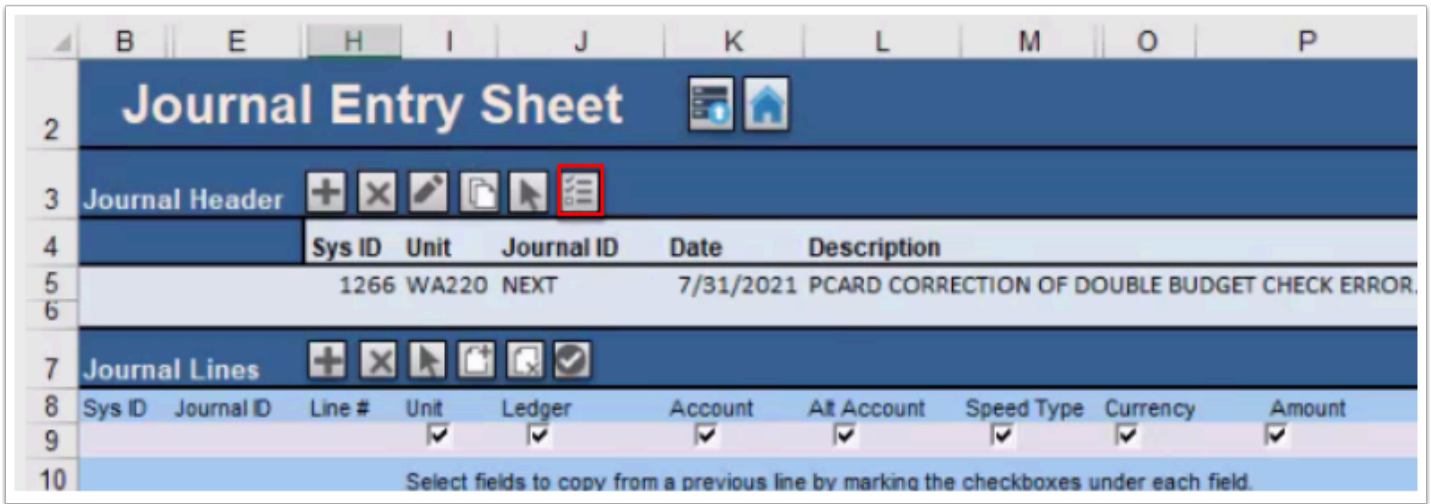 B E H I J K L M O P
2 Journal Entry Sheet
3 Journal Header
4 Sys ID Unit Journal ID Date Description
5 1266 WA220 NEXT 7/31/2021 PCARD CORRECTION OF DOUBLE BUDGET CHECK ERROR.
6
7 Journal Lines
8 Sys ID Journal ID Line # Unit Ledger Account Alt Account Speed Type Currency Amount
9
10 Select fields to copy from a previous line by marking the checkboxes under each field.